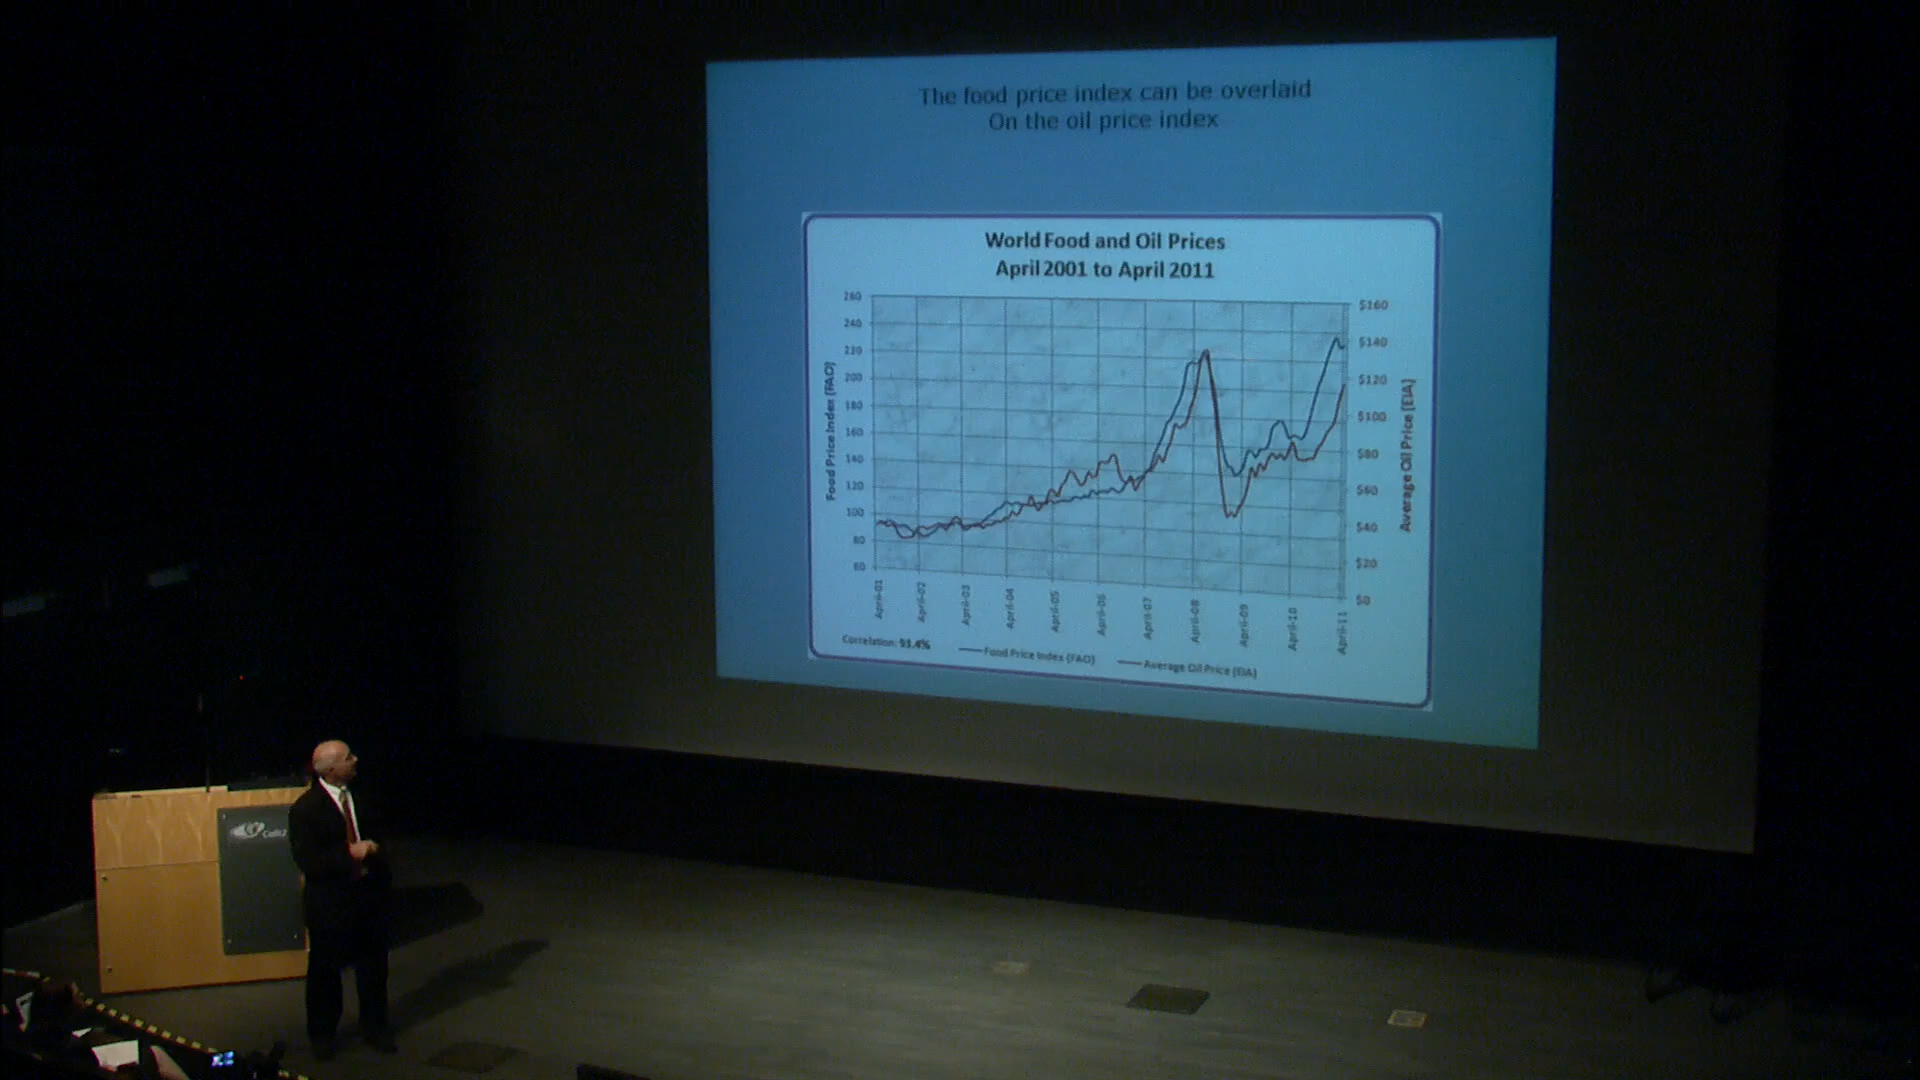 The food price index can be overlaid
On the oil price index
World Food and Oil Prices
April 2001 to April 2011
260
240
220
200
180
160
140
120
100
80
60
Food Price Index (FAO)
$160
$140
$120
$100
$80
$60
$40
$20
$0
Average Oil Price (EIA)
April-01
April-02
April-03
April-04
April-05
April-06
April-07
April-08
April-09
April-10
April-11
Correlation: 93.4%
Food Price Index (FAO)
Average Oil Price (EIA)
Calit2